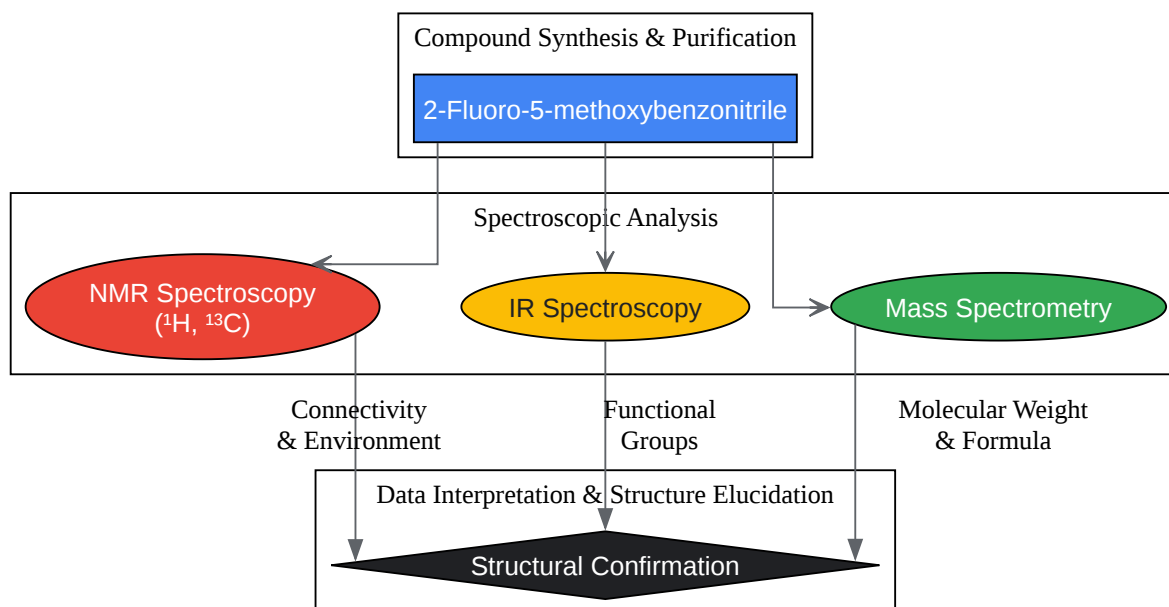 Compound Synthesis & Purification
2-Fluoro-5-methoxybenzonitrile
Spectroscopic Analysis
NMR Spectroscopy
(¹H, ¹³C)
IR Spectroscopy
Mass Spectrometry
Connectivity
& Environment
Functional
Groups
Molecular Weight
& Formula
Data Interpretation & Structure Elucidation
Structural Confirmation